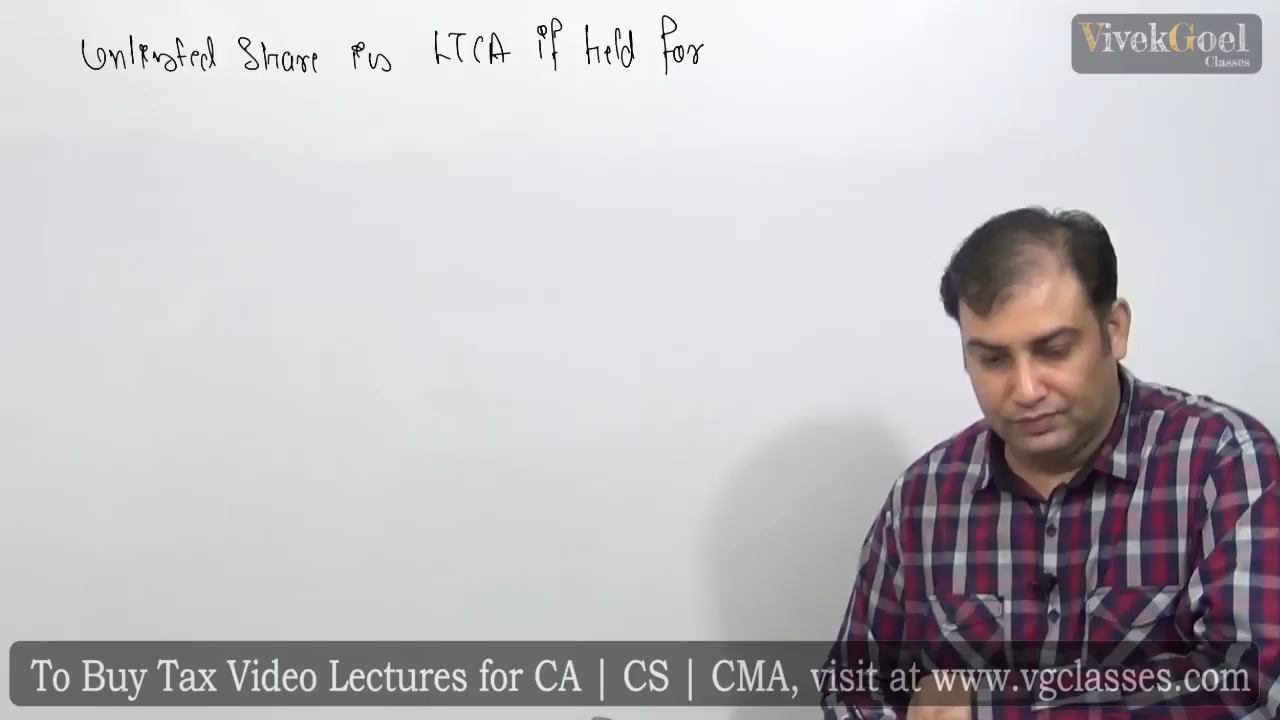 Unlisted Share is LTCA if held for
VivekGoel
Classes
To Buy Tax Video Lectures for CA | CS | CMA, visit at www.vgclasses.com